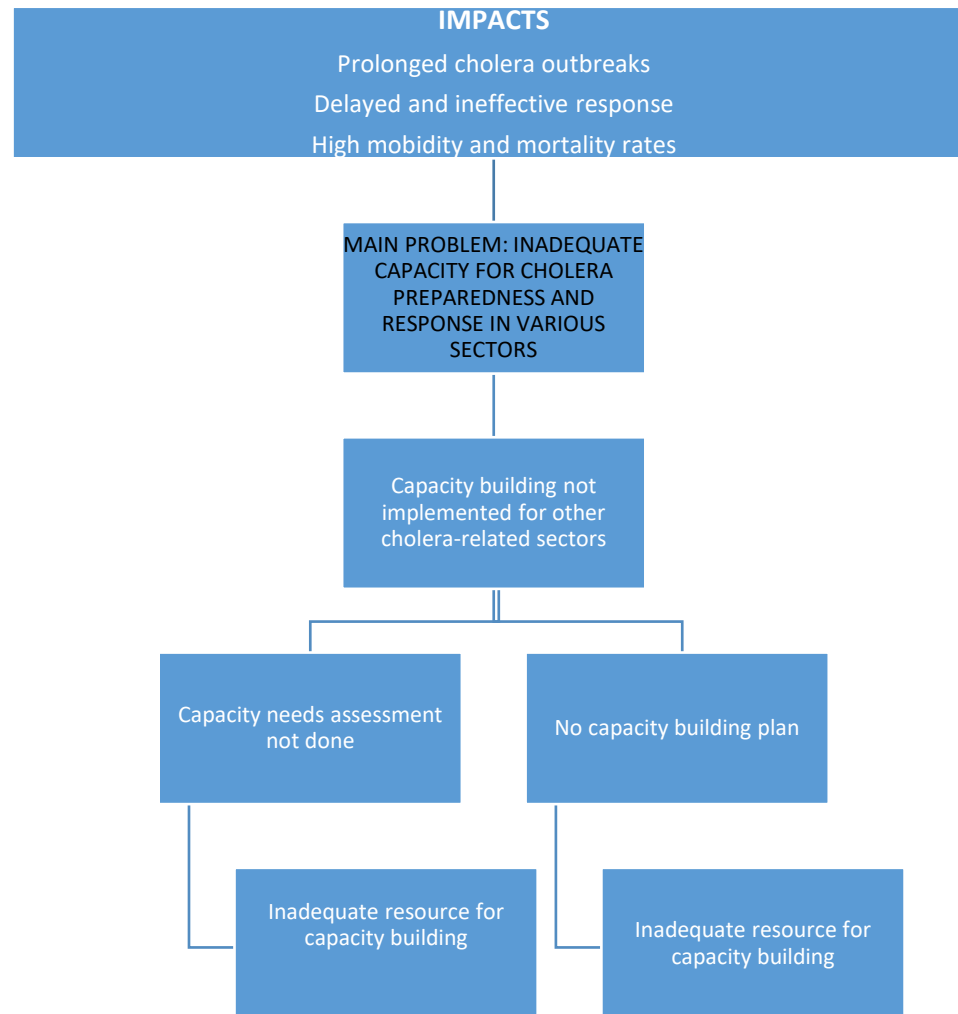 IMPACTS
Prolonged cholera outbreaks
Delayed and ineffective response
High mobidity and mortality rates
MAIN PROBLEM: INADEQUATE
CAPACITY FOR CHOLERA
PREPAREDNESS AND
RESPONSE IN VARIOUS
SECTORS
Capacity building not
implemented for other
cholera-related sectors
Capacity needs assessment
not done
No capacity building plan
Inadequate resource for
capacity building
Inadequate resource for
capacity building